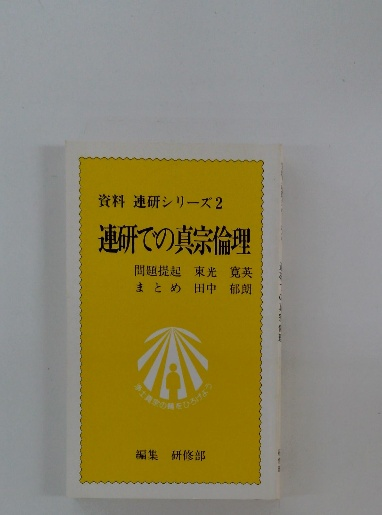 資料 連研シリーズ2
連研での真宗倫理
問題提起 東光 寛英
まとめ 田中 郁朗
編集 研修部